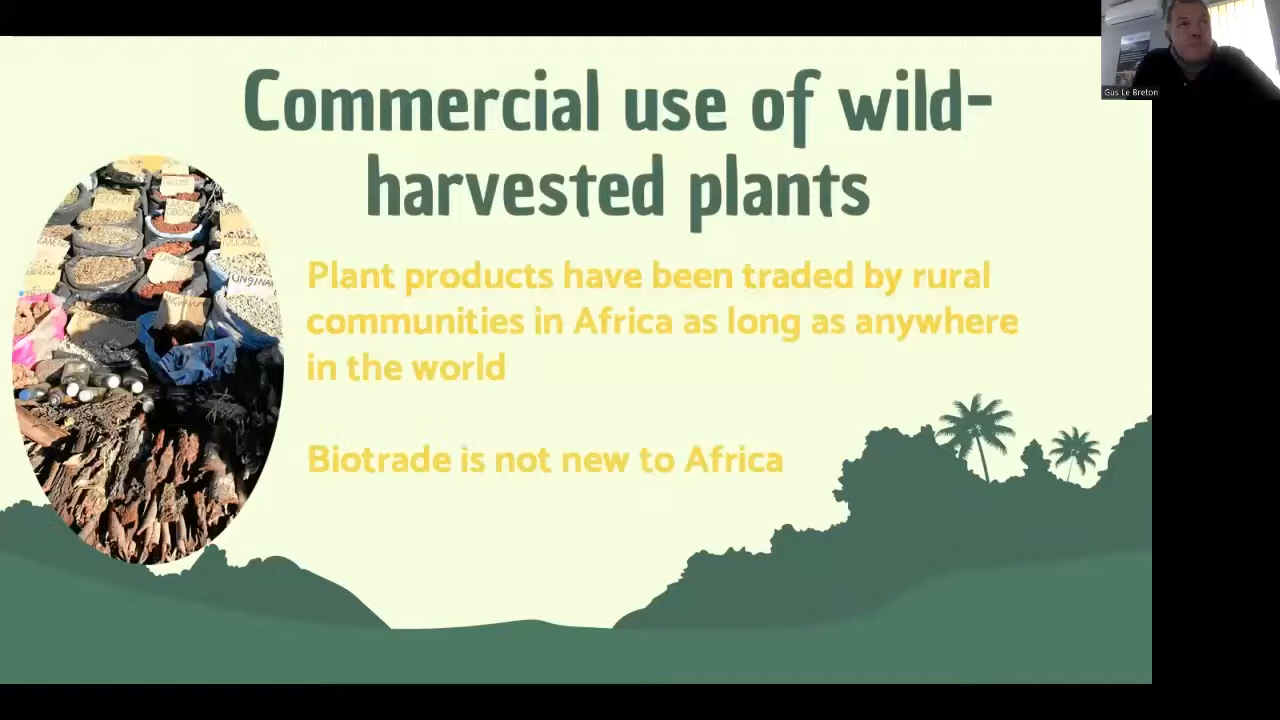 Gus Le Breton
Commercial use of wild-
harvested plants
Plant products have been traded by rural
communities in Africa as long as anywhere
in the world
Biotrade is not new to Africa